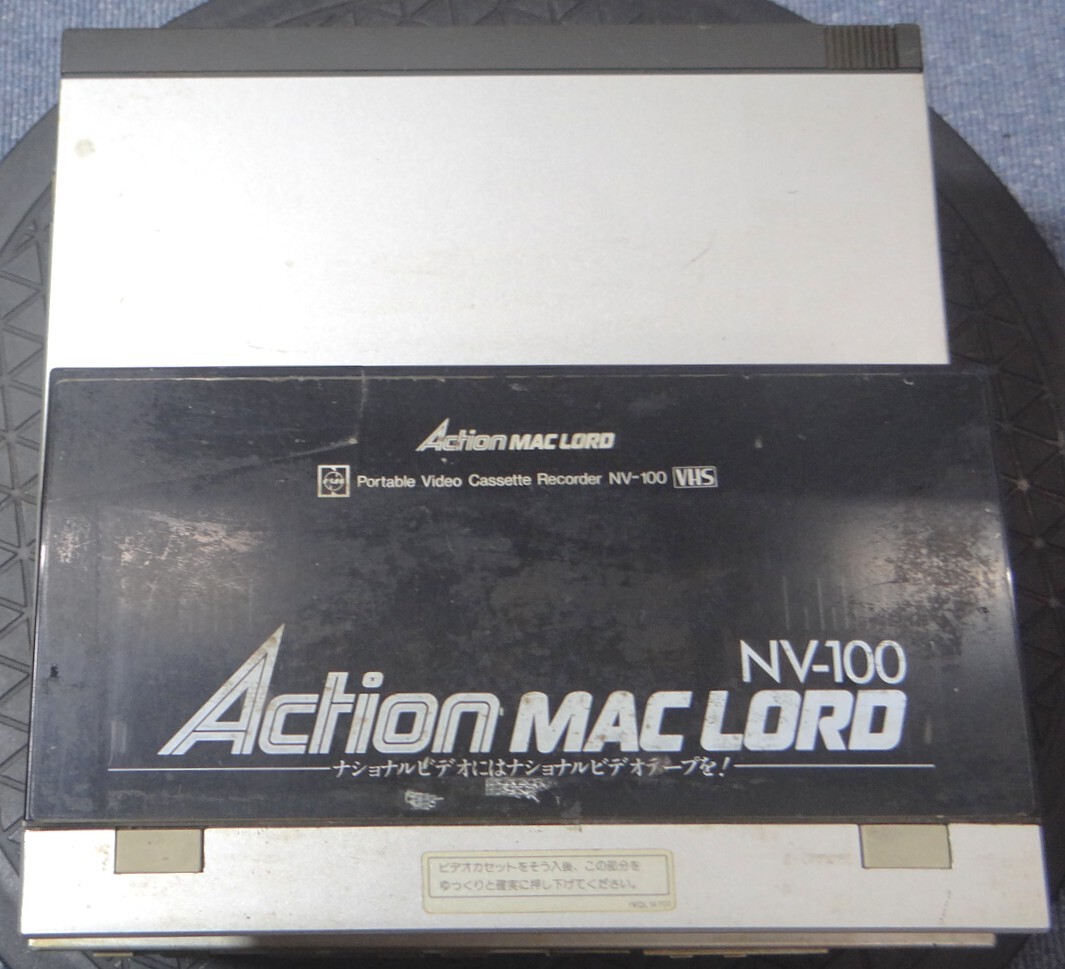 Action MAC LORD
Portable Video Cassette Recorder NV-100 VHS
NV-100
Action MAC LORD
ナショナルビデオにはナショナルビデオテープを!
ビデオカセットをそう入後、この部分を
ゆっくりと確実に押し下げてください。